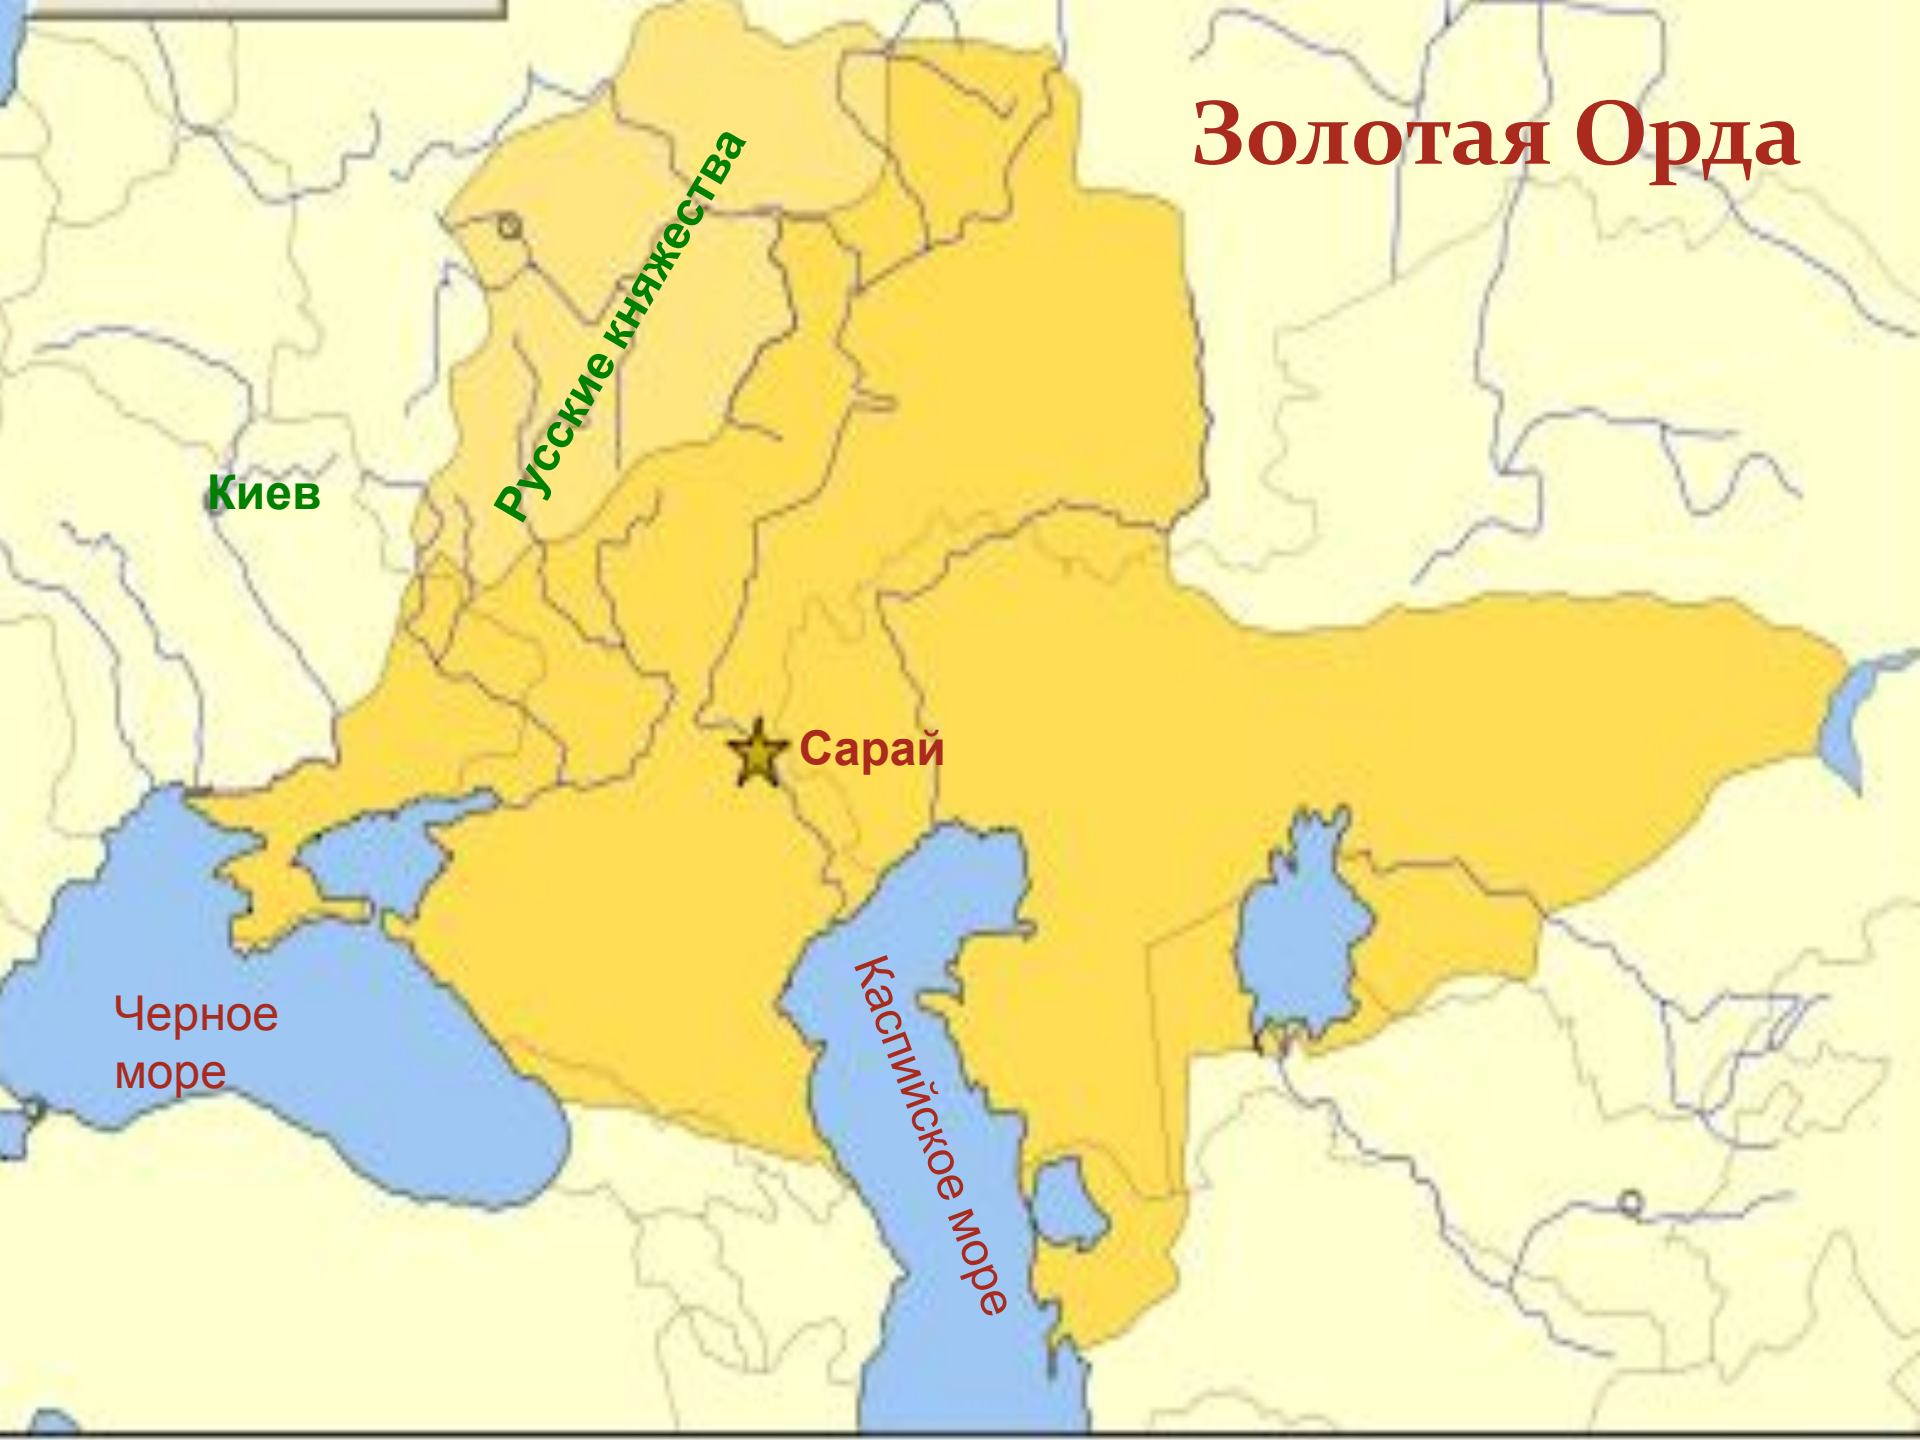 Золотая Орда
Русские княжества
Киев
Сарай
Черное
море
Каспийское море